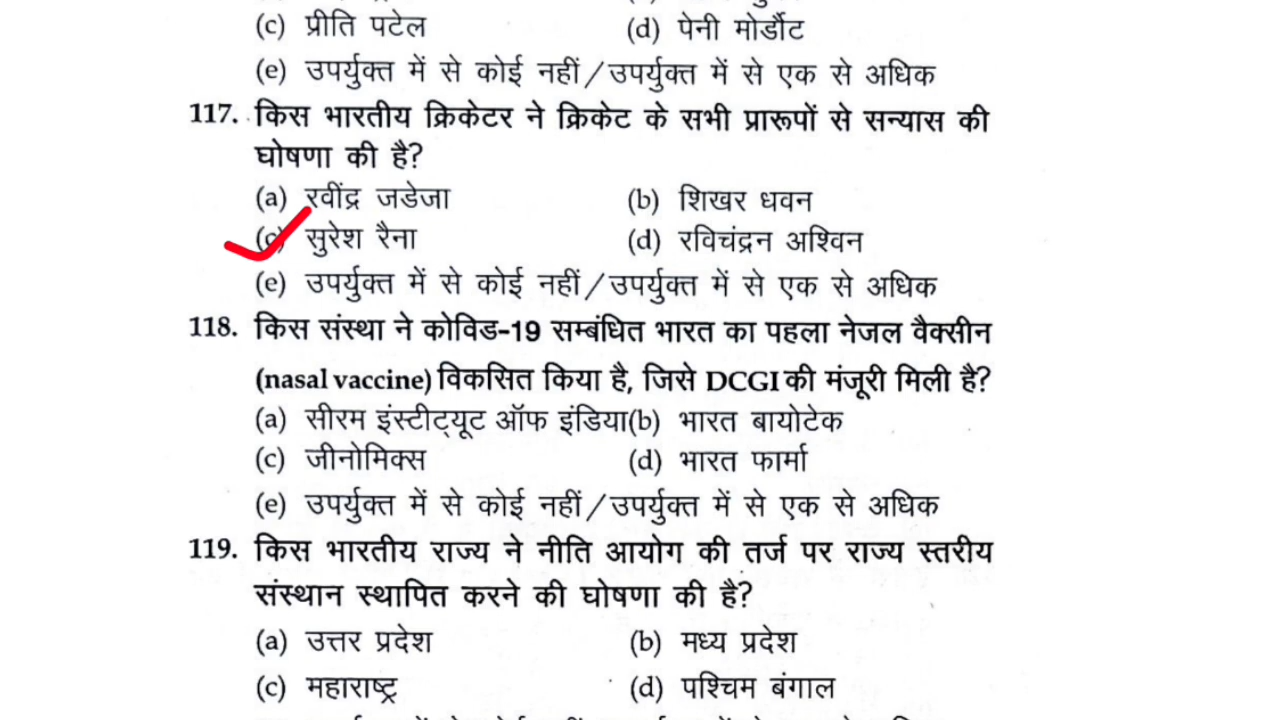 (c) प्रीति पटेल (d) पेनी मोर्डौट
(e) उपर्युक्त में से कोई नहीं/उपर्युक्त में से एक से अधिक
117. किस भारतीय क्रिकेटर ने क्रिकेट के सभी प्रारूपों से सन्यास की
घोषणा की है?
(a) रवींद्र जडेजा (b) शिखर धवन
(c) सुरेश रैना (d) रविचंद्रन अश्विन
(e) उपर्युक्त में से कोई नहीं/उपर्युक्त में से एक से अधिक
118. किस संस्था ने कोविड-19 सम्बंधित भारत का पहला नेजल वैक्सीन
(nasal vaccine) विकसित किया है, जिसे DCGI की मंजूरी मिली है?
(a) सीरम इंस्टीट्यूट ऑफ इंडिया(b) भारत बायोटेक
(c) जीनोमिक्स (d) भारत फार्मा
(e) उपर्युक्त में से कोई नहीं/उपर्युक्त में से एक से अधिक
119. किस भारतीय राज्य ने नीति आयोग की तर्ज पर राज्य स्तरीय
संस्थान स्थापित करने की घोषणा की है?
(a) उत्तर प्रदेश (b) मध्य प्रदेश
(c) महाराष्ट्र (d) पश्चिम बंगाल